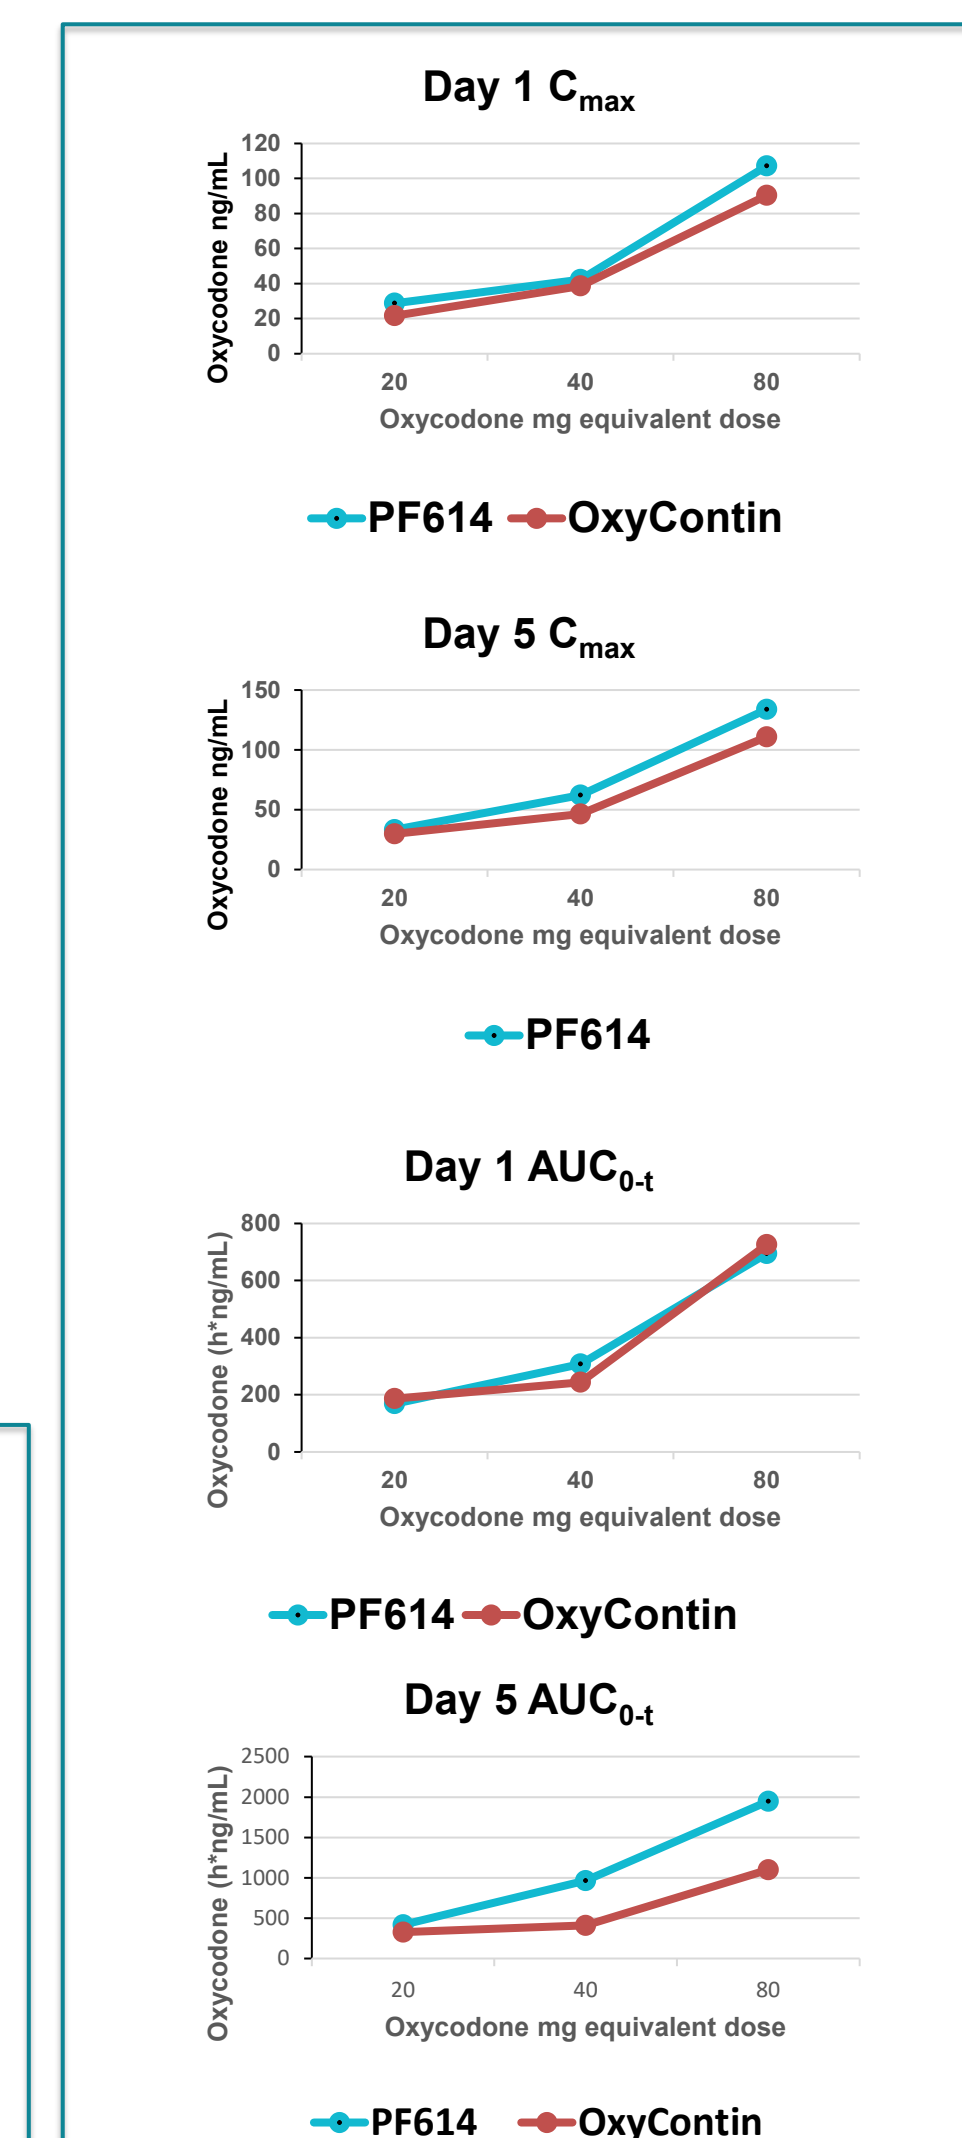 Day 1 Cmax
Oxycodone ng/mL
120
100
80
60
40
20
0
20 40 80
Oxycodone mg equivalent dose
PF614 OxyContin
Day 5 Cmax
Oxycodone ng/mL
150
100
50
0
20 40 80
Oxycodone mg equivalent dose
PF614
Day 1 AUC0-t
Oxycodone (h*ng/mL)
800
600
400
200
0
20 40 80
Oxycodone mg equivalent dose
PF614 OxyContin
Day 5 AUC0-t
Oxycodone (h*ng/mL)
2500
2000
1500
1000
500
0
20 40 80
Oxycodone mg equivalent dose
PF614 OxyContin